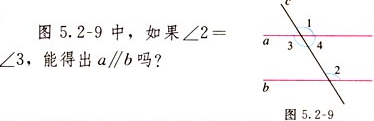 图 5.2-9 中，如果∠2＝
∠3，能得出 a∥b 吗？
c
1
a
3 4
2
b
图 5.2-9